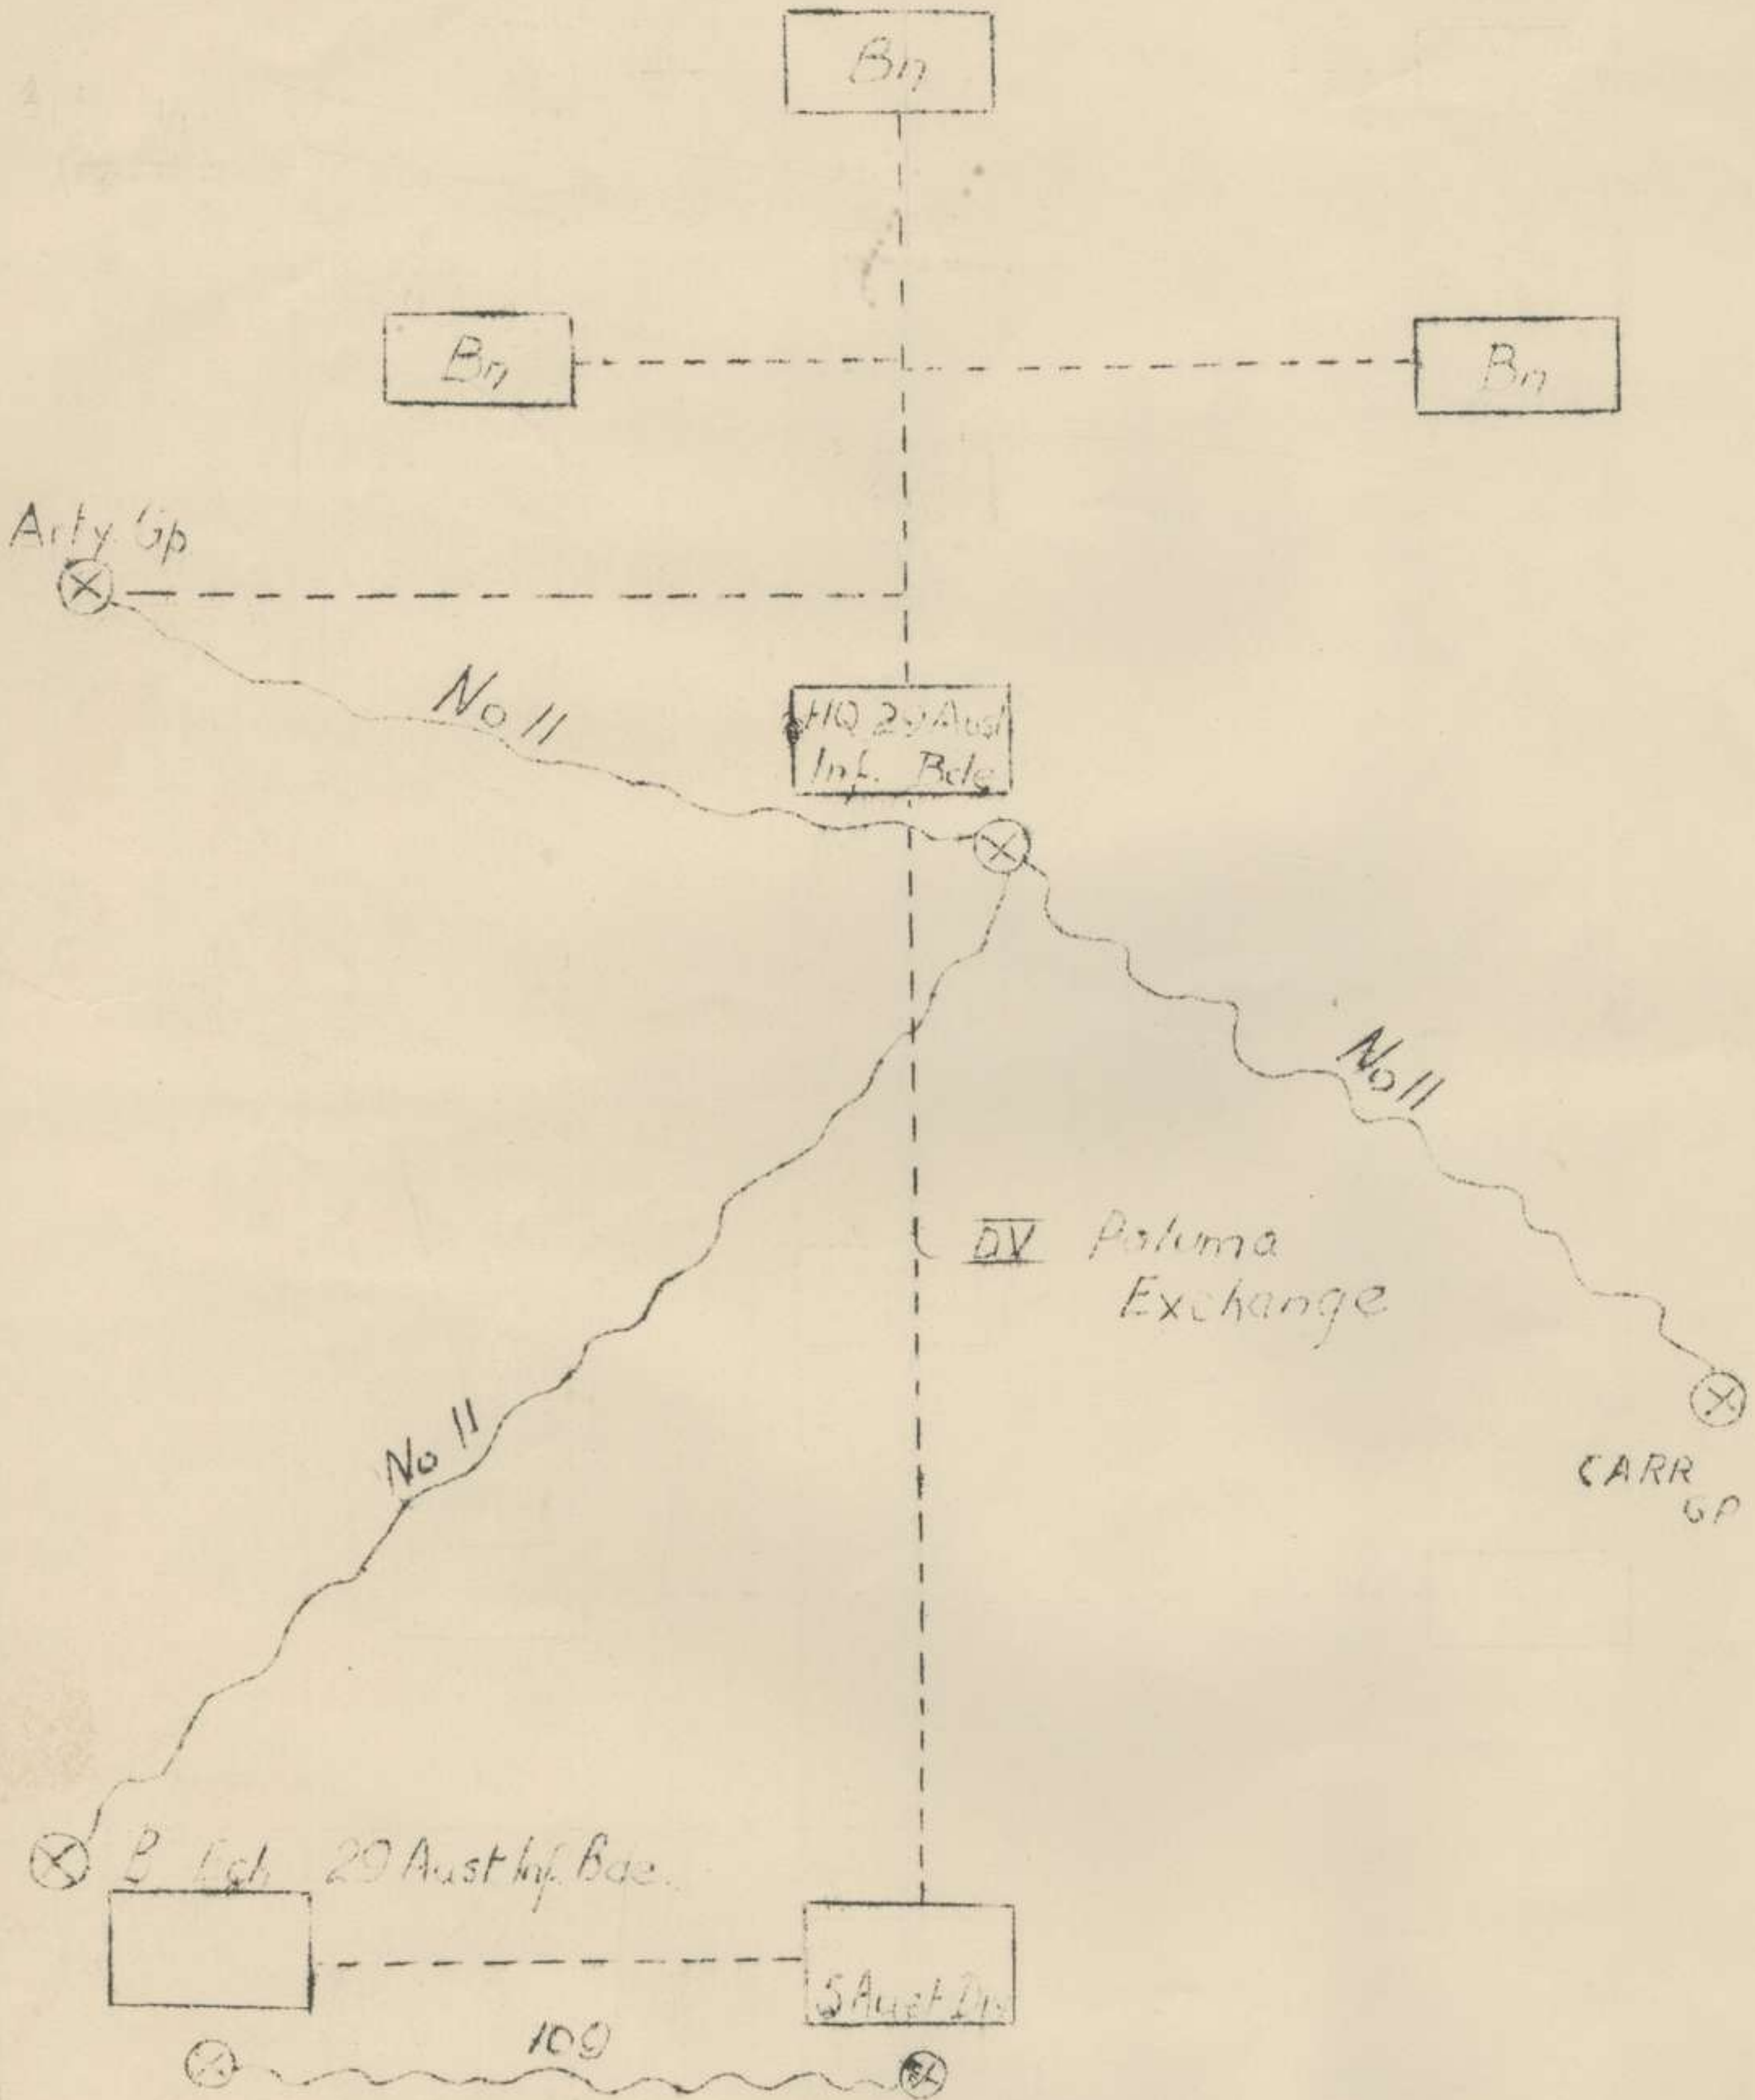 Bn
Bn
Bn
Arty Gp
No 11
HQ 29 Aust
Inf. Bde
No 11
DV Paluma
Exchange
No 11
CARR
GP
B Ech 29 Aust Inf. Bde.
5 Aust Div
109